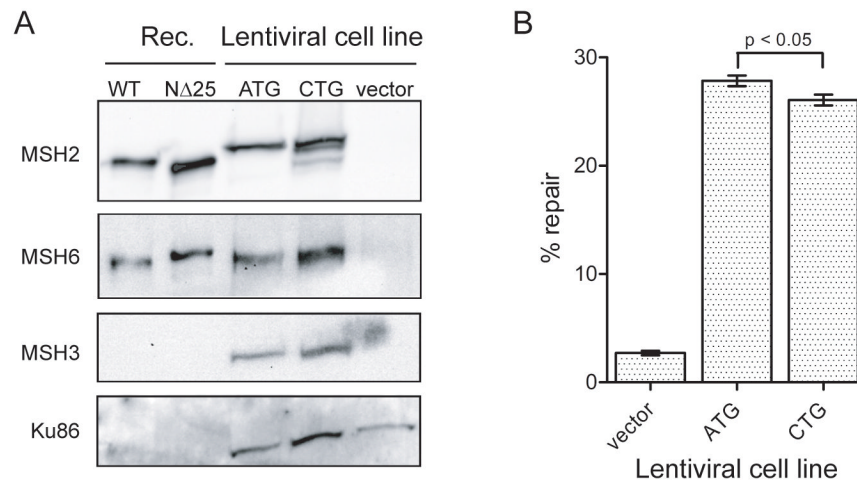 A
Rec. Lentiviral cell line
WT NΔ25 ATG CTG vector
MSH2
MSH6
MSH3
Ku86
B
p < 0.05
30
20
10
0
% repair
vector ATG CTG
Lentiviral cell line